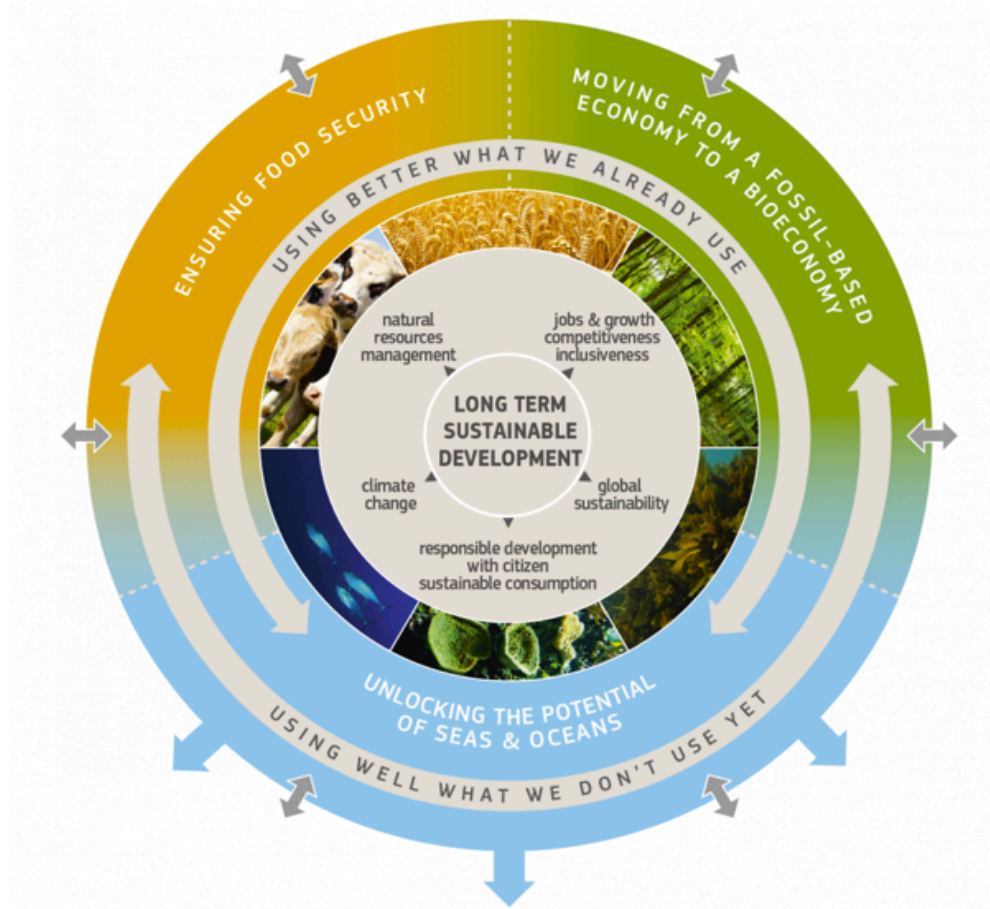 ENSURING FOOD SECURITY
MOVING FROM A FOSSIL-BASED
ECONOMY TO A BIOECONOMY
USING BETTER WHAT WE ALREADY USE
natural
resources
management
jobs & growth
competitiveness
inclusiveness
LONG TERM
SUSTAINABLE
DEVELOPMENT
climate
change
global
sustainability
responsible development
with citizen
sustainable consumption
UNLOCKING THE POTENTIAL
OF SEAS & OCEANS
USING WELL WHAT WE DON'T USE YET